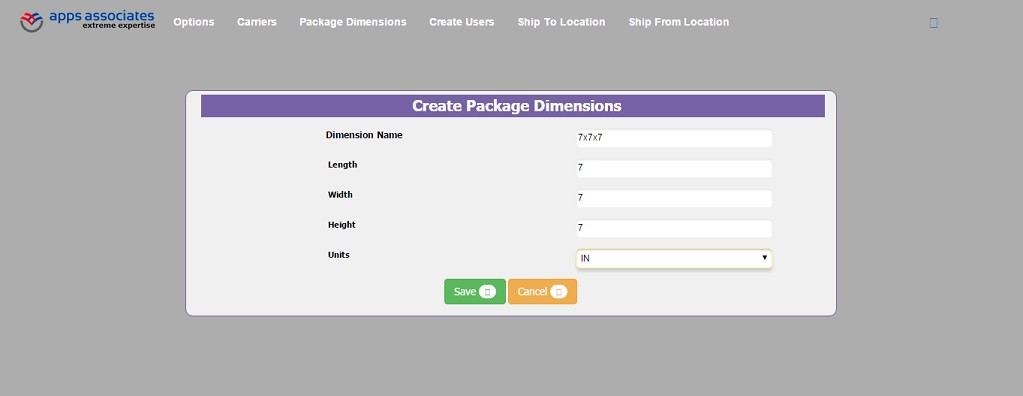 apps associates
extreme expertise
Options Carriers Package Dimensions Create Users Ship To Location Ship From Location
Create Package Dimensions
Dimension Name 7x7x7
Length 7
Width 7
Height 7
Units IN
Save Cancel